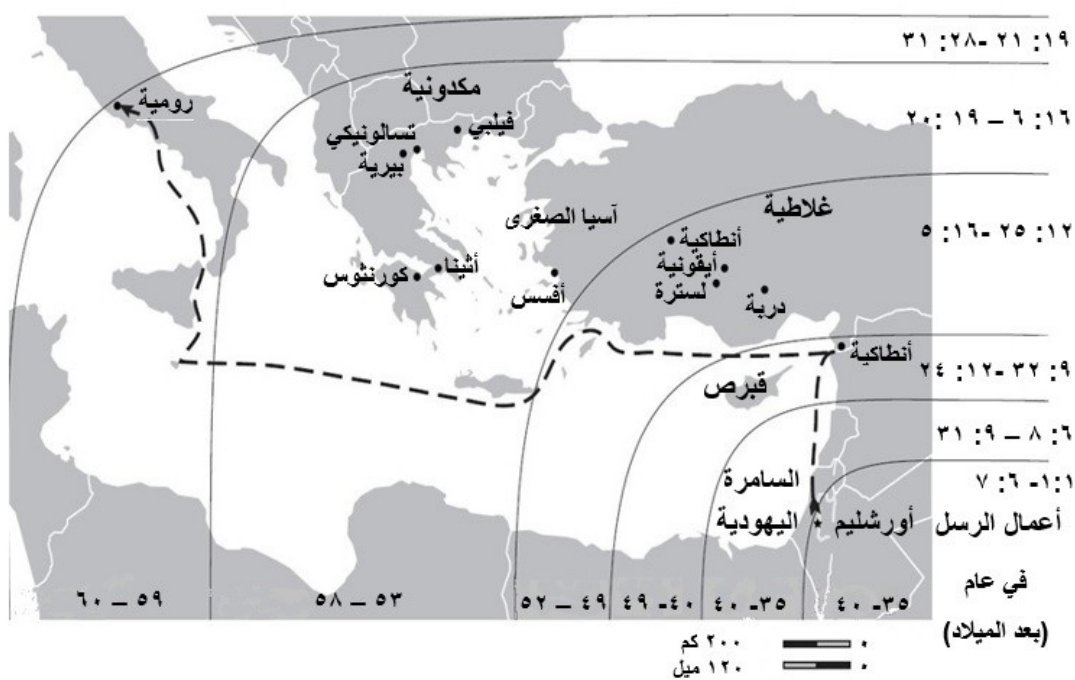 ١٩: ٢١ -٢٨: ٣١
مكدونية
رومية
١٦: ٦ – ١٩: ٢٠
فيلبي
تسالونيكي
بيرية
غلاطية
آسيا الصغرى
١٢: ٢٥ -١٦: ٥
أنطاكية
أيقونية
أثينا
لسترة
كورنثوس
دربة
أفسس
أنطاكية
٩: ٣٢ -١٢: ٢٤
قبرص
٦: ٨ – ٩: ٣١
السامرة
١:١- ٦: ٧
أعمال الرسل
أورشليم
اليهودية
في عام
(بعد الميلاد)
٣٥- ٤٠
٣٥- ٤٠
٤٠- ٤٩
٤٩ – ٥٢
٥٣ – ٥٨
٥٩ – ٦٠
٠ ٢٠٠ كم
٠ ١٢٠ ميل